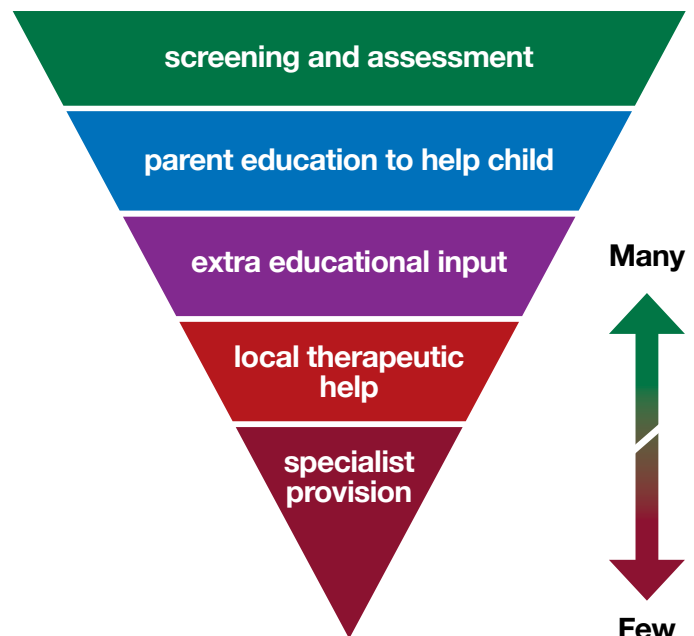 screening and assessment
parent education to help child
extra educational input
Many
local therapeutic
help
specialist
provision
Few